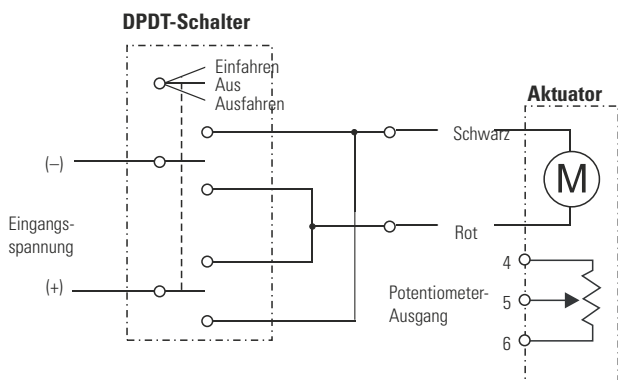 DPDT-Schalter
Einfahren
Aus
Ausfahren
Aktuator
Schwarz
(–)
M
Eingangs-
spannung
Rot
4
(+)
Potentiometer-
Ausgang
5
6